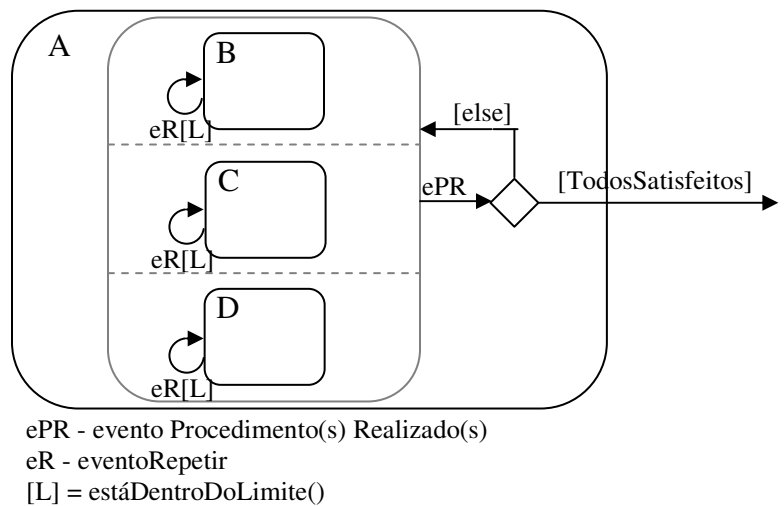 A
B
eR[L]
[else]
C
ePR
[TodosSatisfeitos]
eR[L]
D
eR[L]
ePR - evento Procedimento(s) Realizado(s)
eR - eventoRepetir
[L] = estáDentroDoLimite()